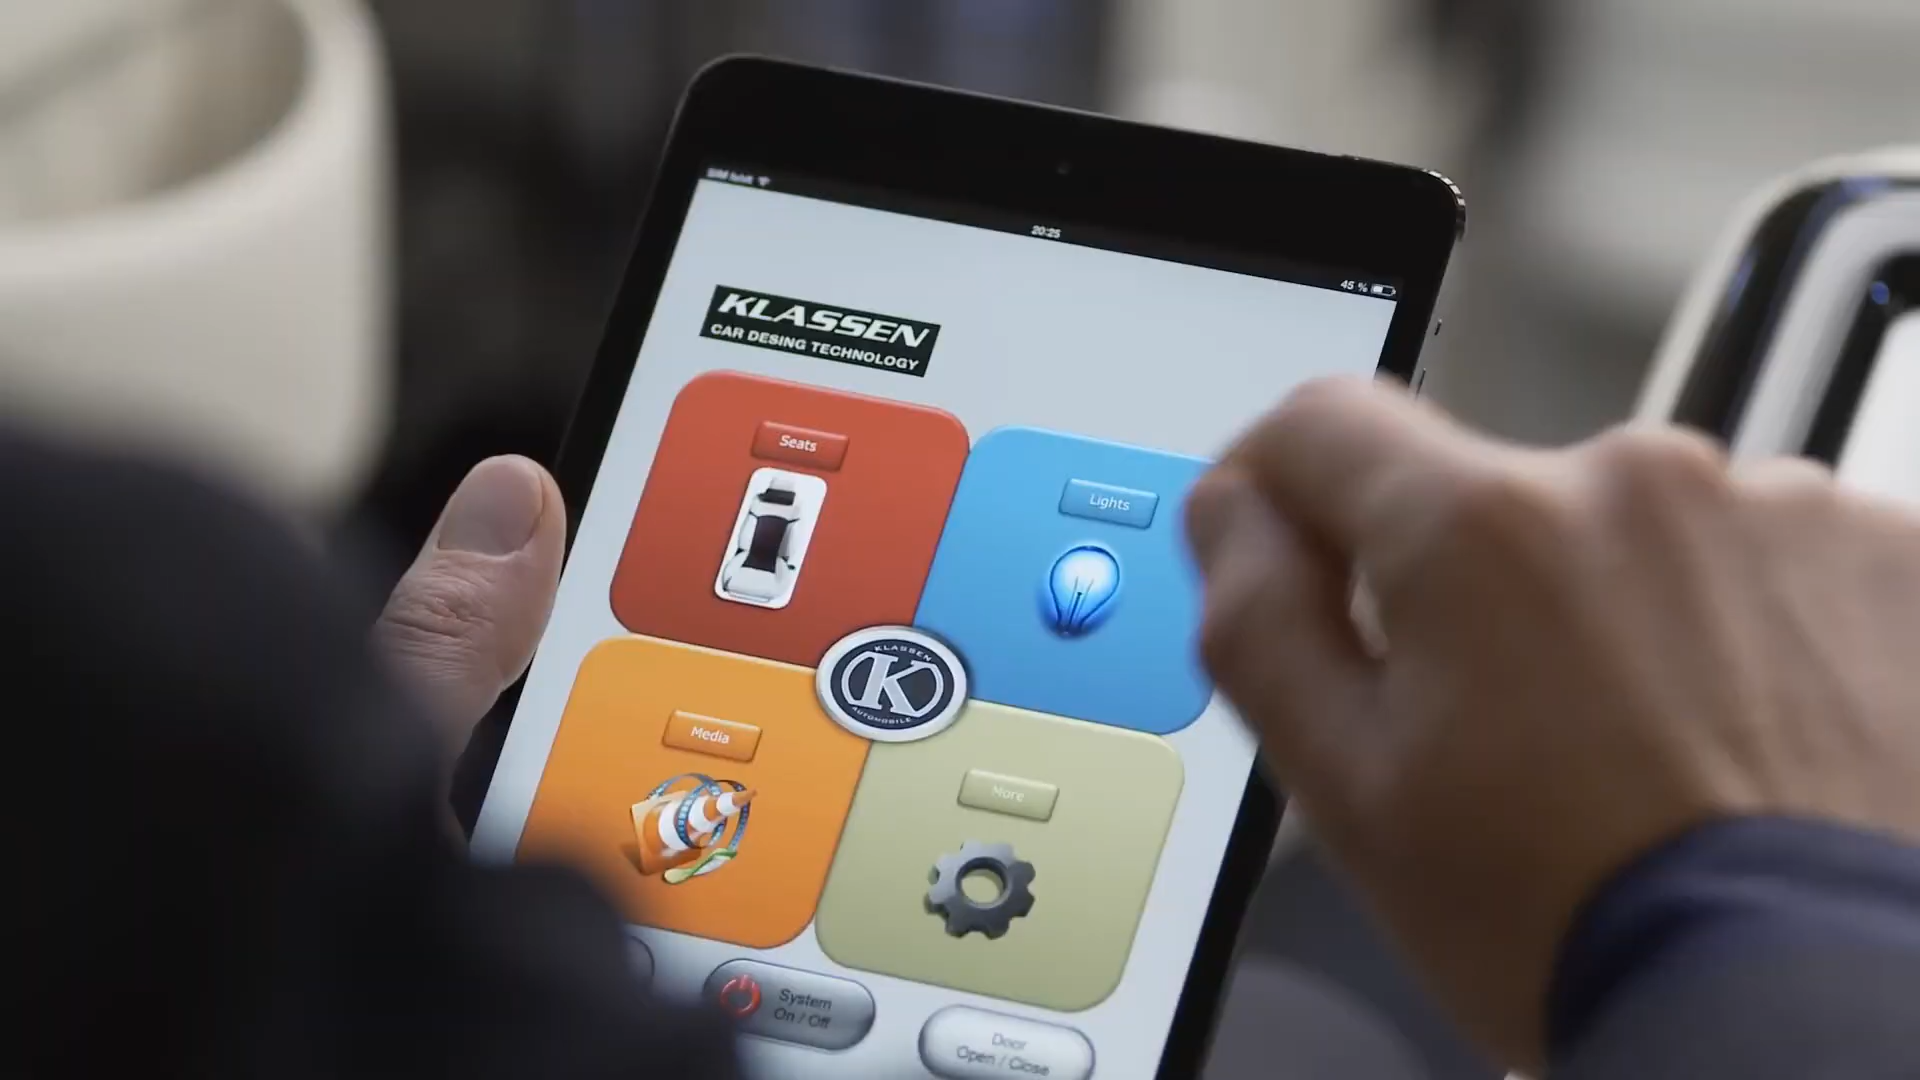 20:25
45 %
KLASSEN
CAR DESING TECHNOLOGY
Seats
Lights
KLASSEN
K
AUTOMOBILE
Media
More
System
On / Off
Door
Open / Close